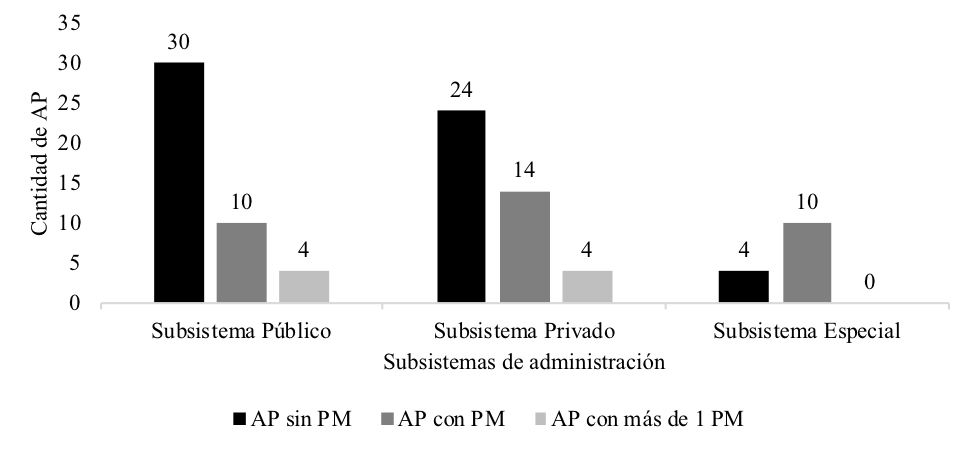 35
30
25
20
15
10
5
0
Cantidad de AP
30
10
4
24
14
4
4
10
0
Subsistema Público
Subsistema Privado
Subsistema Especial
Subsistemas de administración
AP sin PM
AP con PM
AP con más de 1 PM